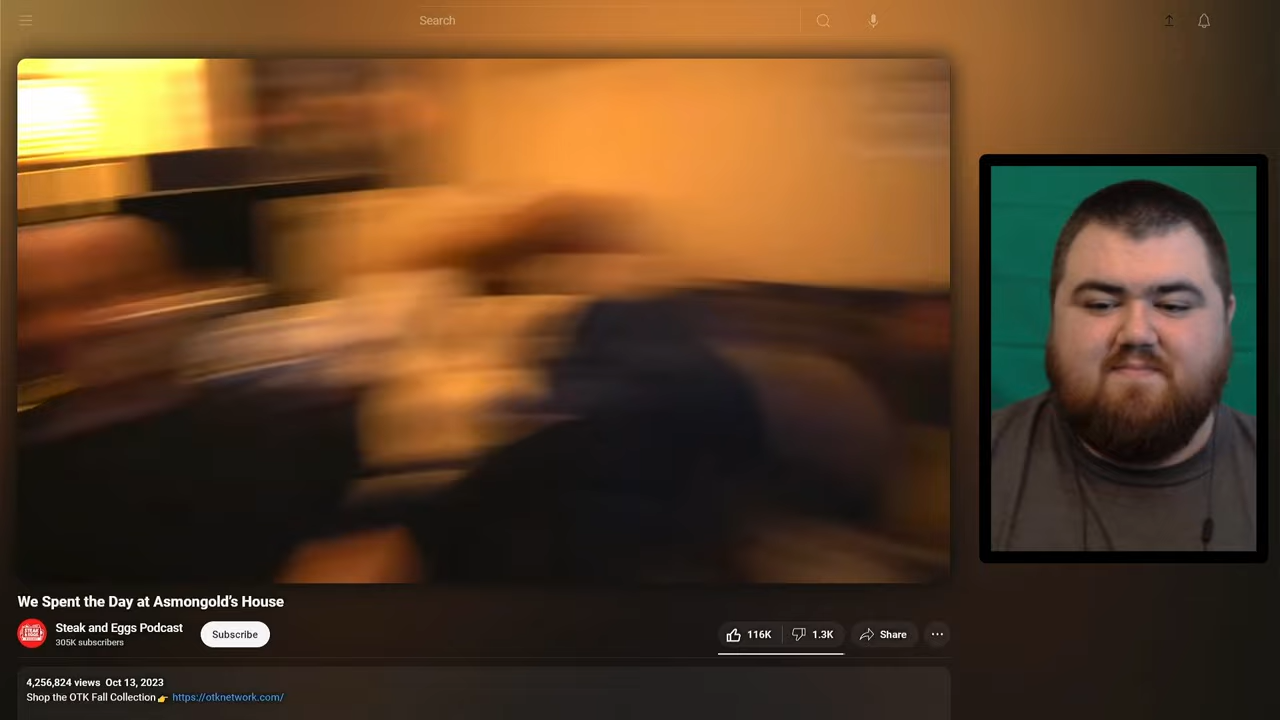 Search
We Spent the Day at Asmongold's House
Steak and Eggs Podcast
305K subscribers
Subscribe
116K
1.3K
Share
4,256,824 views Oct 13, 2023
Shop the OTK Fall Collection👉 https://otknetwork.com/